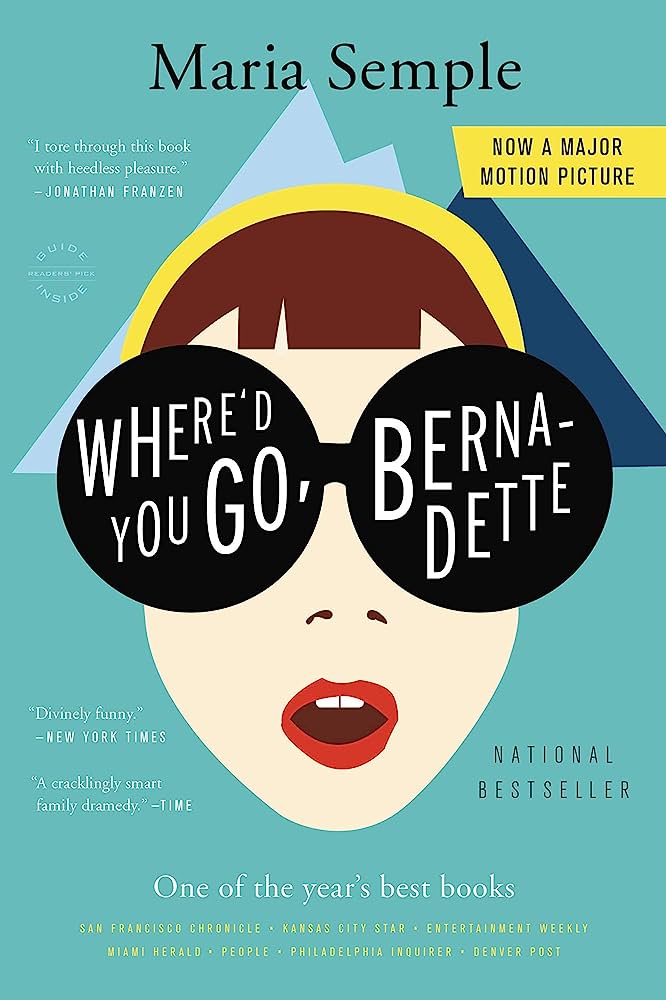 Maria Semple
“I tore through this book
with heedless pleasure.”
–JONATHAN FRANZEN
NOW A MAJOR
MOTION PICTURE
GUIDE
READERS' PICK
INSIDE
WHERE'D
YOU GO,
BERNA-
DETTE
“Divinely funny.”
–NEW YORK TIMES
“A cracklingly smart
family dramedy.” –TIME
NATIONAL
BESTSELLER
One of the year's best books
SAN FRANCISCO CHRONICLE • KANSAS CITY STAR • ENTERTAINMENT WEEKLY
MIAMI HERALD • PEOPLE • PHILADELPHIA INQUIRER • DENVER POST